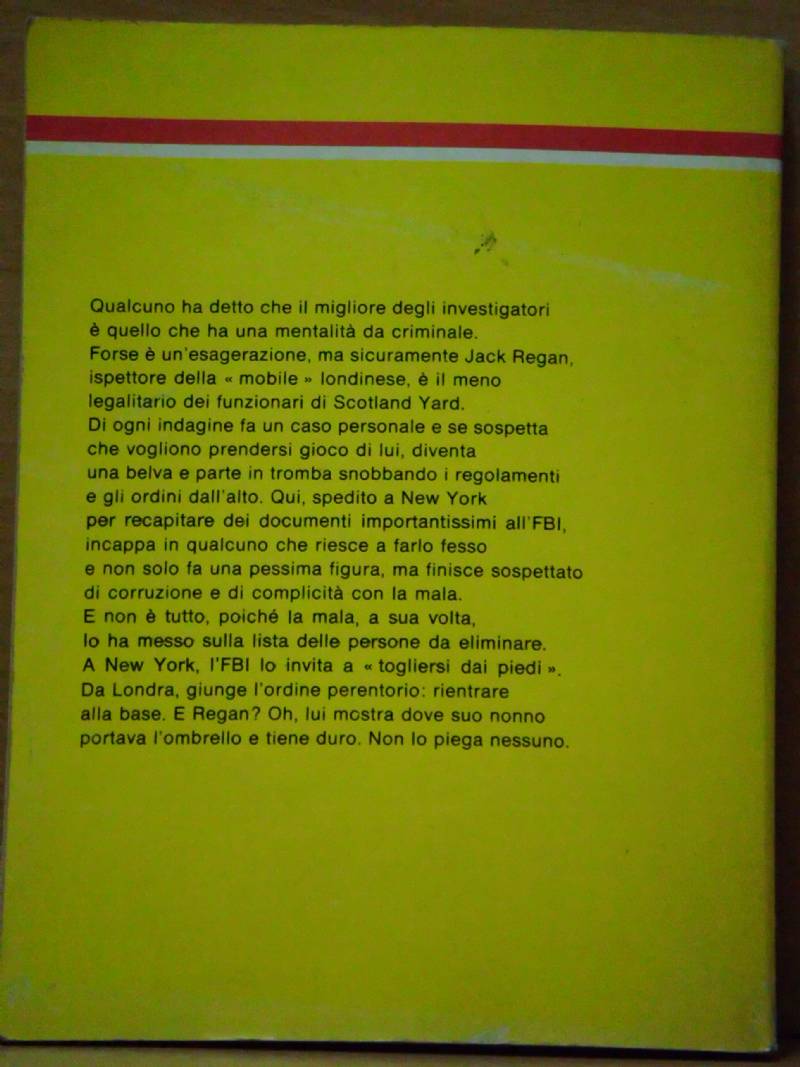 Qualcuno ha detto che il migliore degli investigatori
è quello che ha una mentalità da criminale.
Forse è un'esagerazione, ma sicuramente Jack Regan,
ispettore della « mobile » londinese, è il meno
legalitario dei funzionari di Scotland Yard.
Di ogni indagine fa un caso personale e se sospetta
che vogliono prendersi gioco di lui, diventa
una belva e parte in tromba snobbando i regolamenti
e gli ordini dall'alto. Qui, spedito a New York
per recapitare dei documenti importantissimi all'FBI,
incappa in qualcuno che riesce a farlo fesso
e non solo fa una pessima figura, ma finisce sospettato
di corruzione e di complicità con la mala.
E non è tutto, poiché la mala, a sua volta,
lo ha messo sulla lista delle persone da eliminare.
A New York, l'FBI lo invita a « togliersi dai piedi ».
Da Londra, giunge l'ordine perentorio: rientrare
alla base. E Regan? Oh, lui mostra dove suo nonno
portava l'ombrello e tiene duro. Non lo piega nessuno.